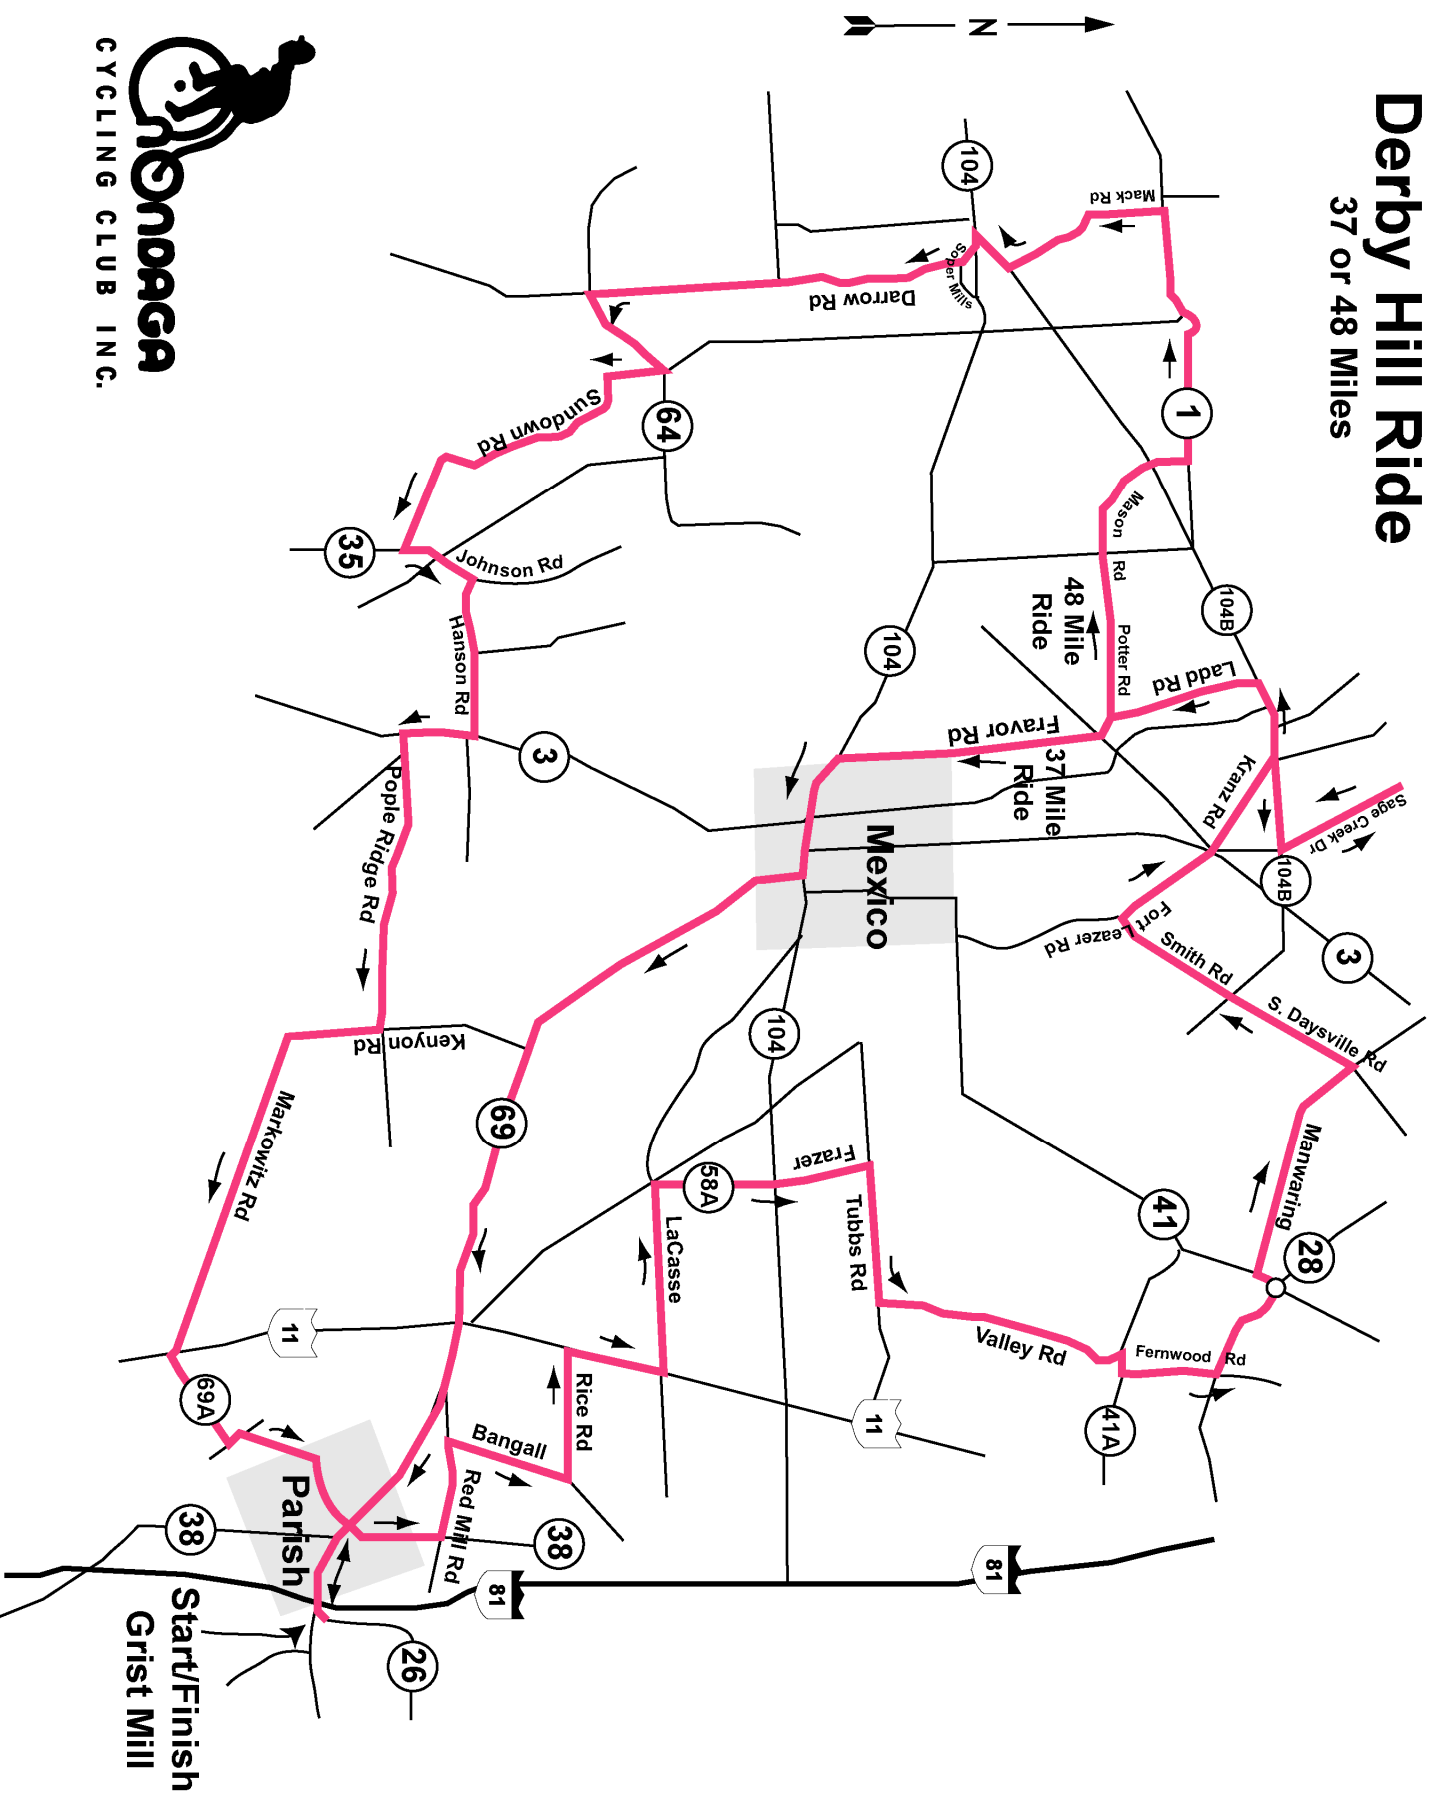 Derby Hill Ride
37 or 48 Miles
N
ONONDAGA
CYCLING CLUB INC.
104
Mack Rd
Soper Mills
Darrow Rd
1
64
Sundown Rd
35
Johnson Rd
Hanson Rd
3
Pople Ridge Rd
Kenyon Rd
Markowitz Rd
Mason Rd
Potter Rd
48 Mile
Ride
104B
Ladd Rd
104
Fravor Rd
37 Mile
Ride
Kranz Rd
Sage Creek Dr
104B
3
Mexico
Fort
Leazer Rd
Smith Rd
S. Daysville Rd
104
69
Manwaring
28
41
58A
Frazer
Tubbs Rd
LaCasse
Valley Rd
Fernwood Rd
41A
11
11
69A
Rice Rd
Bangall
Red Mill Rd
Parish
38
38
81
81
26
Start/Finish
Grist Mill